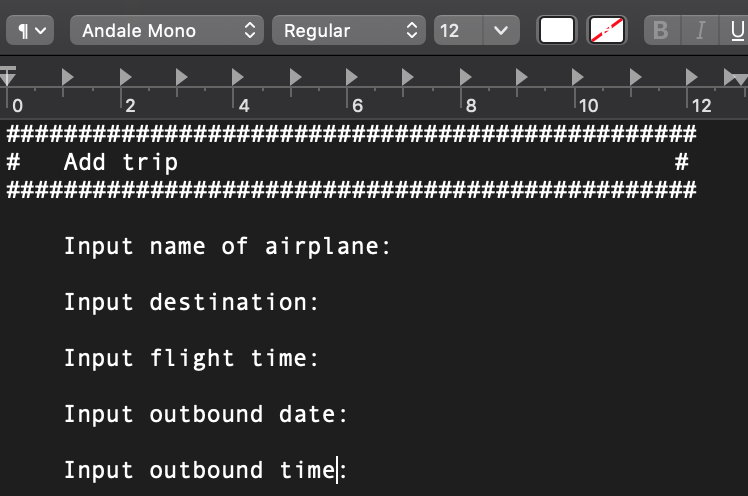 ¶ Andale Mono Regular 12 B I U
0 2 4 6 8 10 12
################################################
#   Add trip                                  #
################################################
Input name of airplane:
Input destination:
Input flight time:
Input outbound date:
Input outbound time: